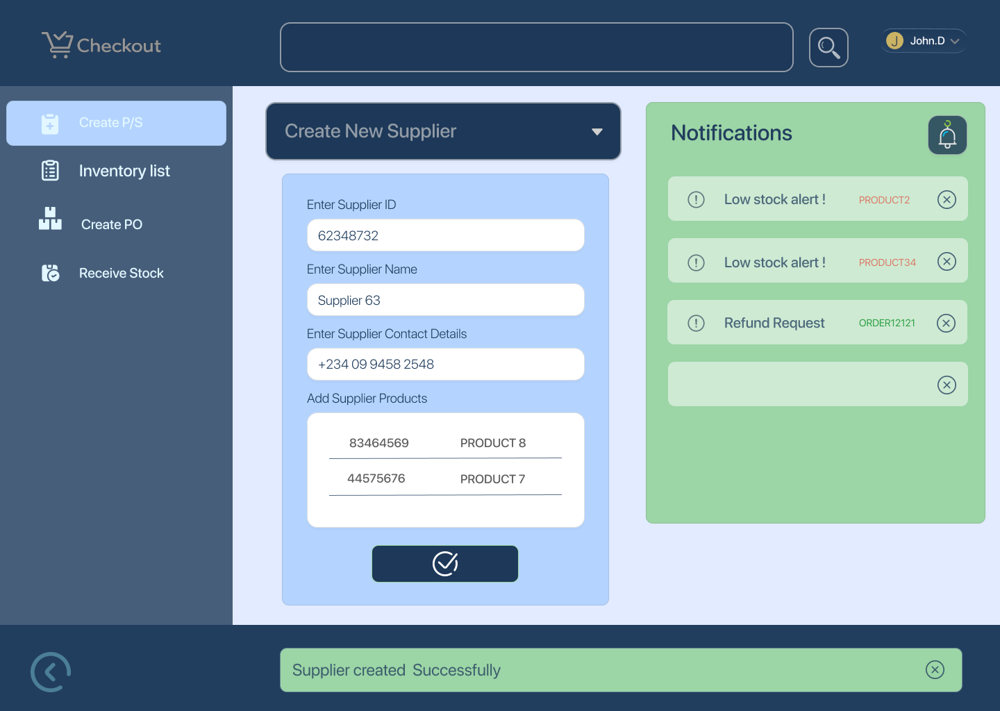 Checkout
J John.D
Create P/S
Inventory list
Create PO
Receive Stock
Create New Supplier
Enter Supplier ID
62348732
Enter Supplier Name
Supplier 63
Enter Supplier Contact Details
+234 09 9458 2548
Add Supplier Products
83464569 PRODUCT 8
44575676 PRODUCT 7
Notifications
Low stock alert ! PRODUCT2
Low stock alert ! PRODUCT34
Refund Request ORDER12121
Supplier created  Successfully